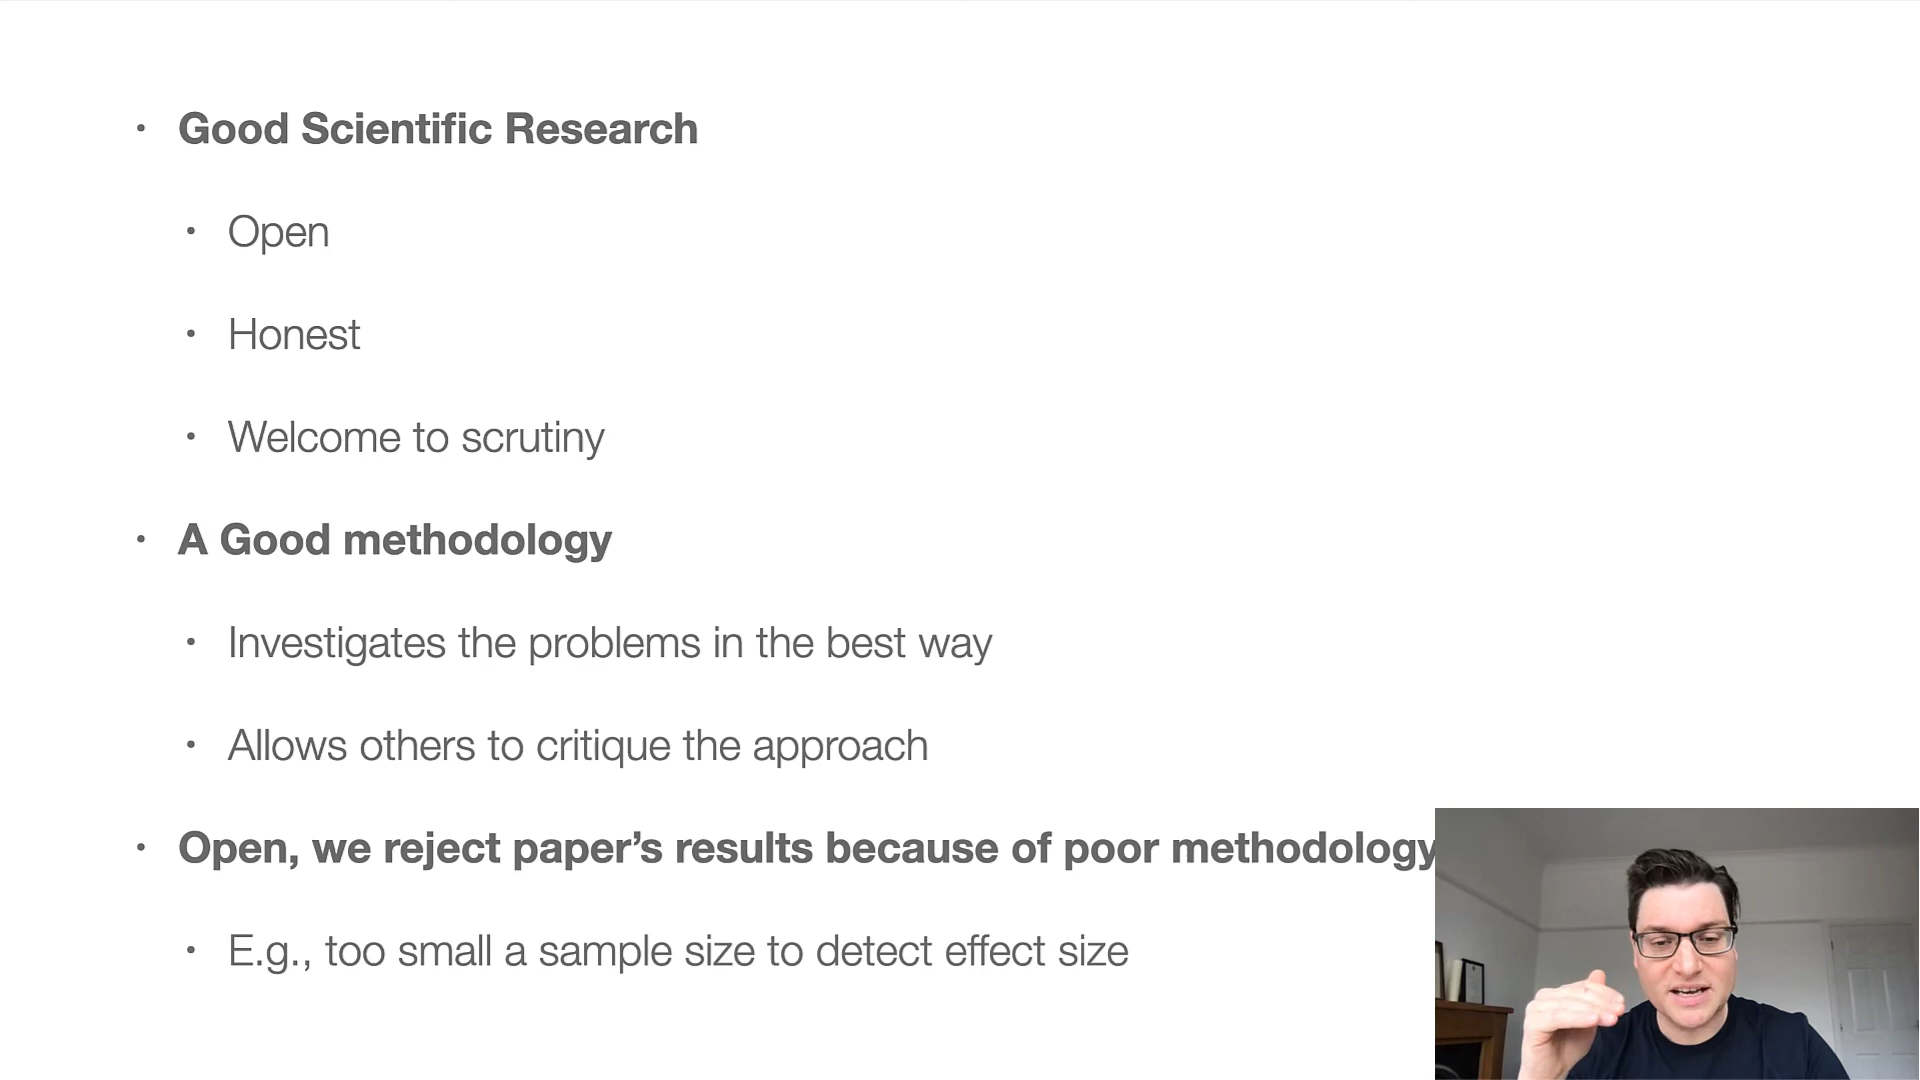 • Good Scientific Research
• Open
• Honest
• Welcome to scrutiny
• A Good methodology
• Investigates the problems in the best way
• Allows others to critique the approach
• Open, we reject paper’s results because of poor methodology
• E.g., too small a sample size to detect effect size